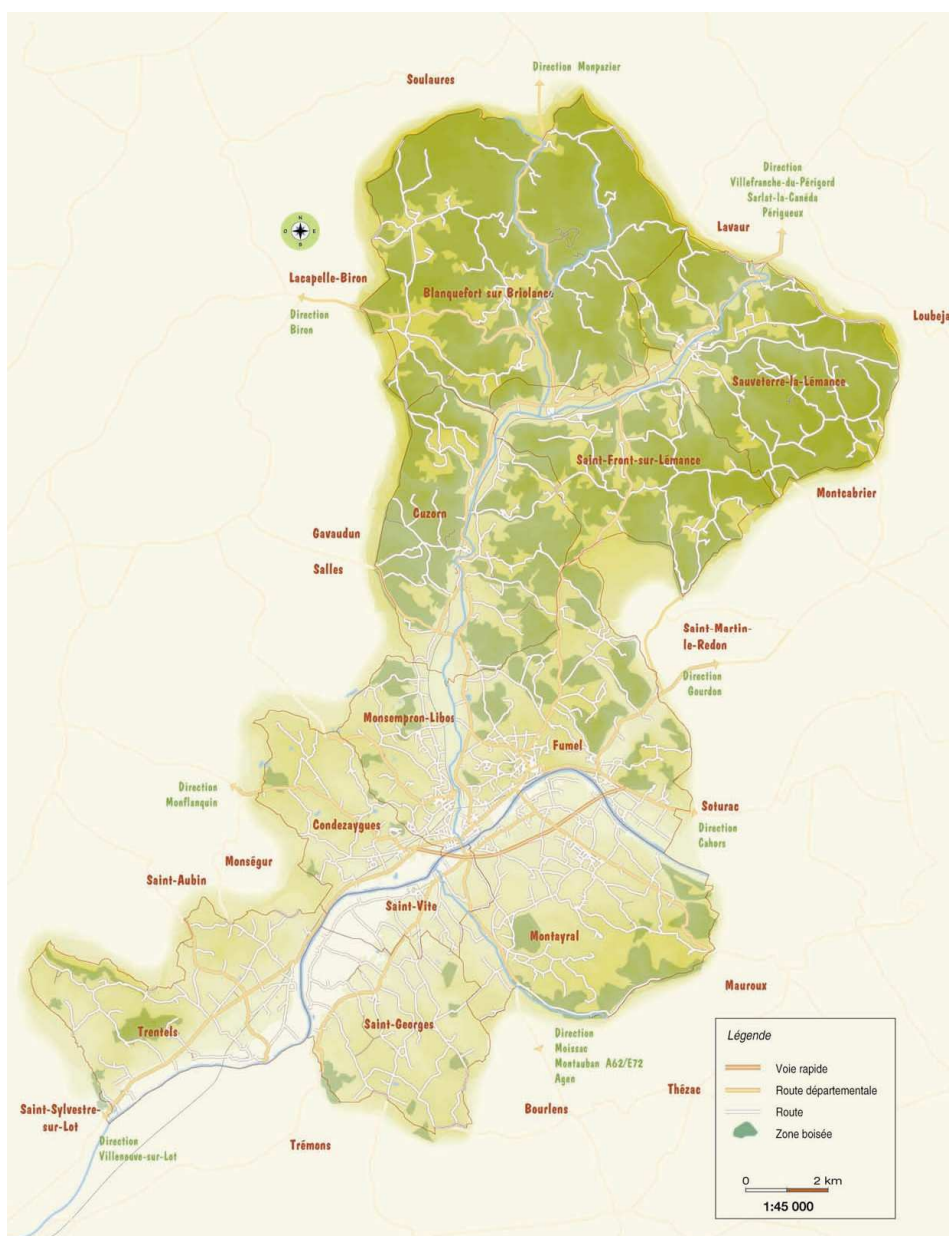 Direction Monpazier
Soulaures
Direction
Villefranche-du-Périgord
Sarlat-la-Canéda
Périgueux
N
O E
S
Lavaur
Lacapelle-Biron
Blanquefort sur Briolance
Direction
Biron
Loubeja
Sauveterre-la-Lémance
Saint-Front-sur-Lémance
Montcabrier
Cuzorn
Gavaudun
Salles
Saint-Martin-
le-Redon
Direction
Gourdon
Monsempron-Libos
Fumel
Direction
Monflanquin
Soturac
Direction
Cahors
Condezaygues
Monségur
Saint-Aubin
Saint-Vite
Montayral
Mauroux
Trentels
Saint-Georges
Direction
Moissac
Montauban A62/E72
Agen
Thézac
Bourlens
Saint-Sylvestre-
sur-Lot
Direction
Villeneuve-sur-Lot
Trémons
Légende
Voie rapide
Route départementale
Route
Zone boisée
0 2 km
1:45 000